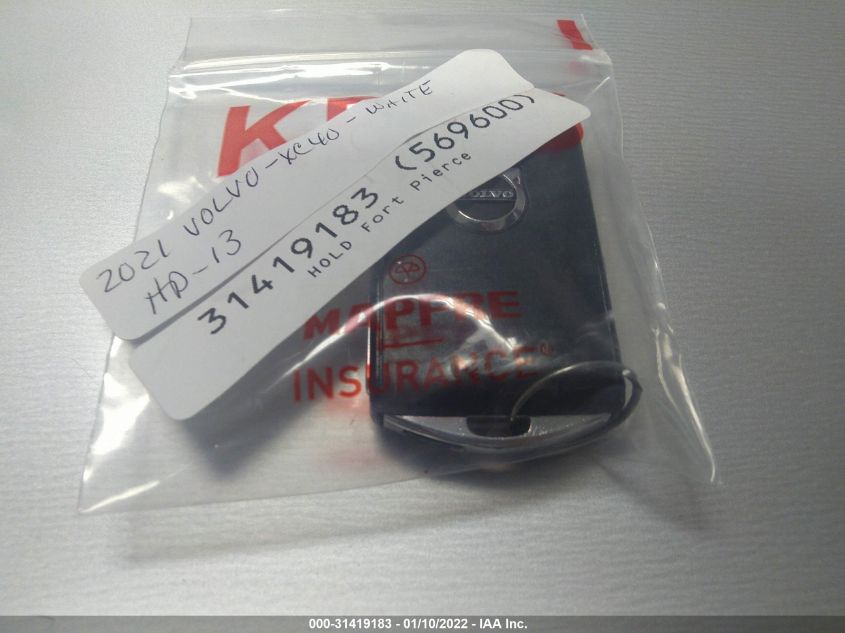 2021 VOLVO - XC40 - WHITE
HD-13
31419183 (569600)
HOLD Fort Pierce
VOLVO
MAPFRE
INSURANCE®
000-31419183 - 01/10/2022 - IAA Inc.